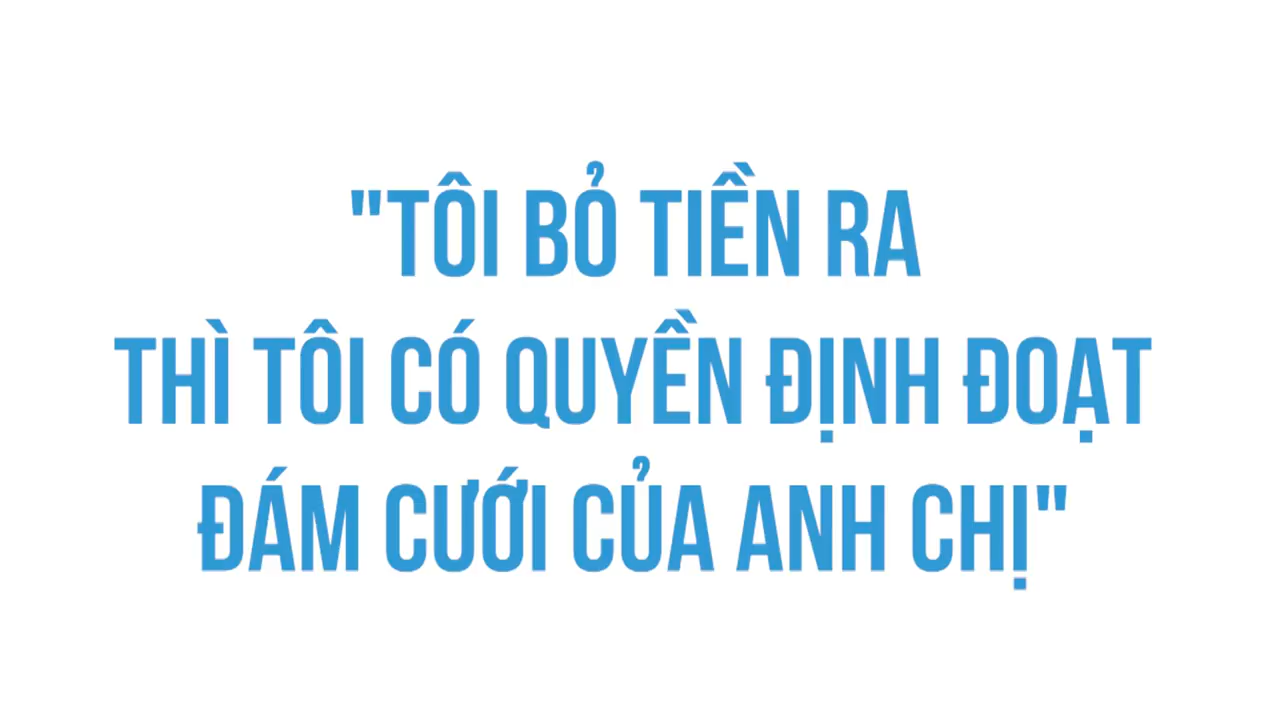 "TÔI BỎ TIỀN RA
THÌ TÔI CÓ QUYỀN ĐỊNH ĐOẠT
ĐÁM CƯỚI CỦA ANH CHỊ"